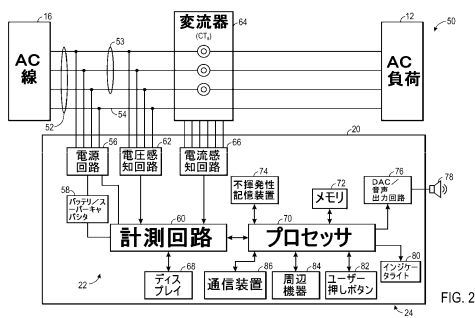 16
AC
線
52
53
54
変流器
(CTs)
64
12
AC
負荷
50
20
56
電源
回路
62
電圧感知回路
66
電流感知回路
58
バッテリ／ス
ーパーキャ
パシタ
60
計測回路
74
不揮発性
記憶装置
72
メモリ
70
プロセッサ
76
DAC／
音声
出力回路
78
68
ディス
プレイ
86
通信装置
84
周辺
機器
82
ユーザー
押しボタン
80
インジケー
タライト
22
24
FIG. 2